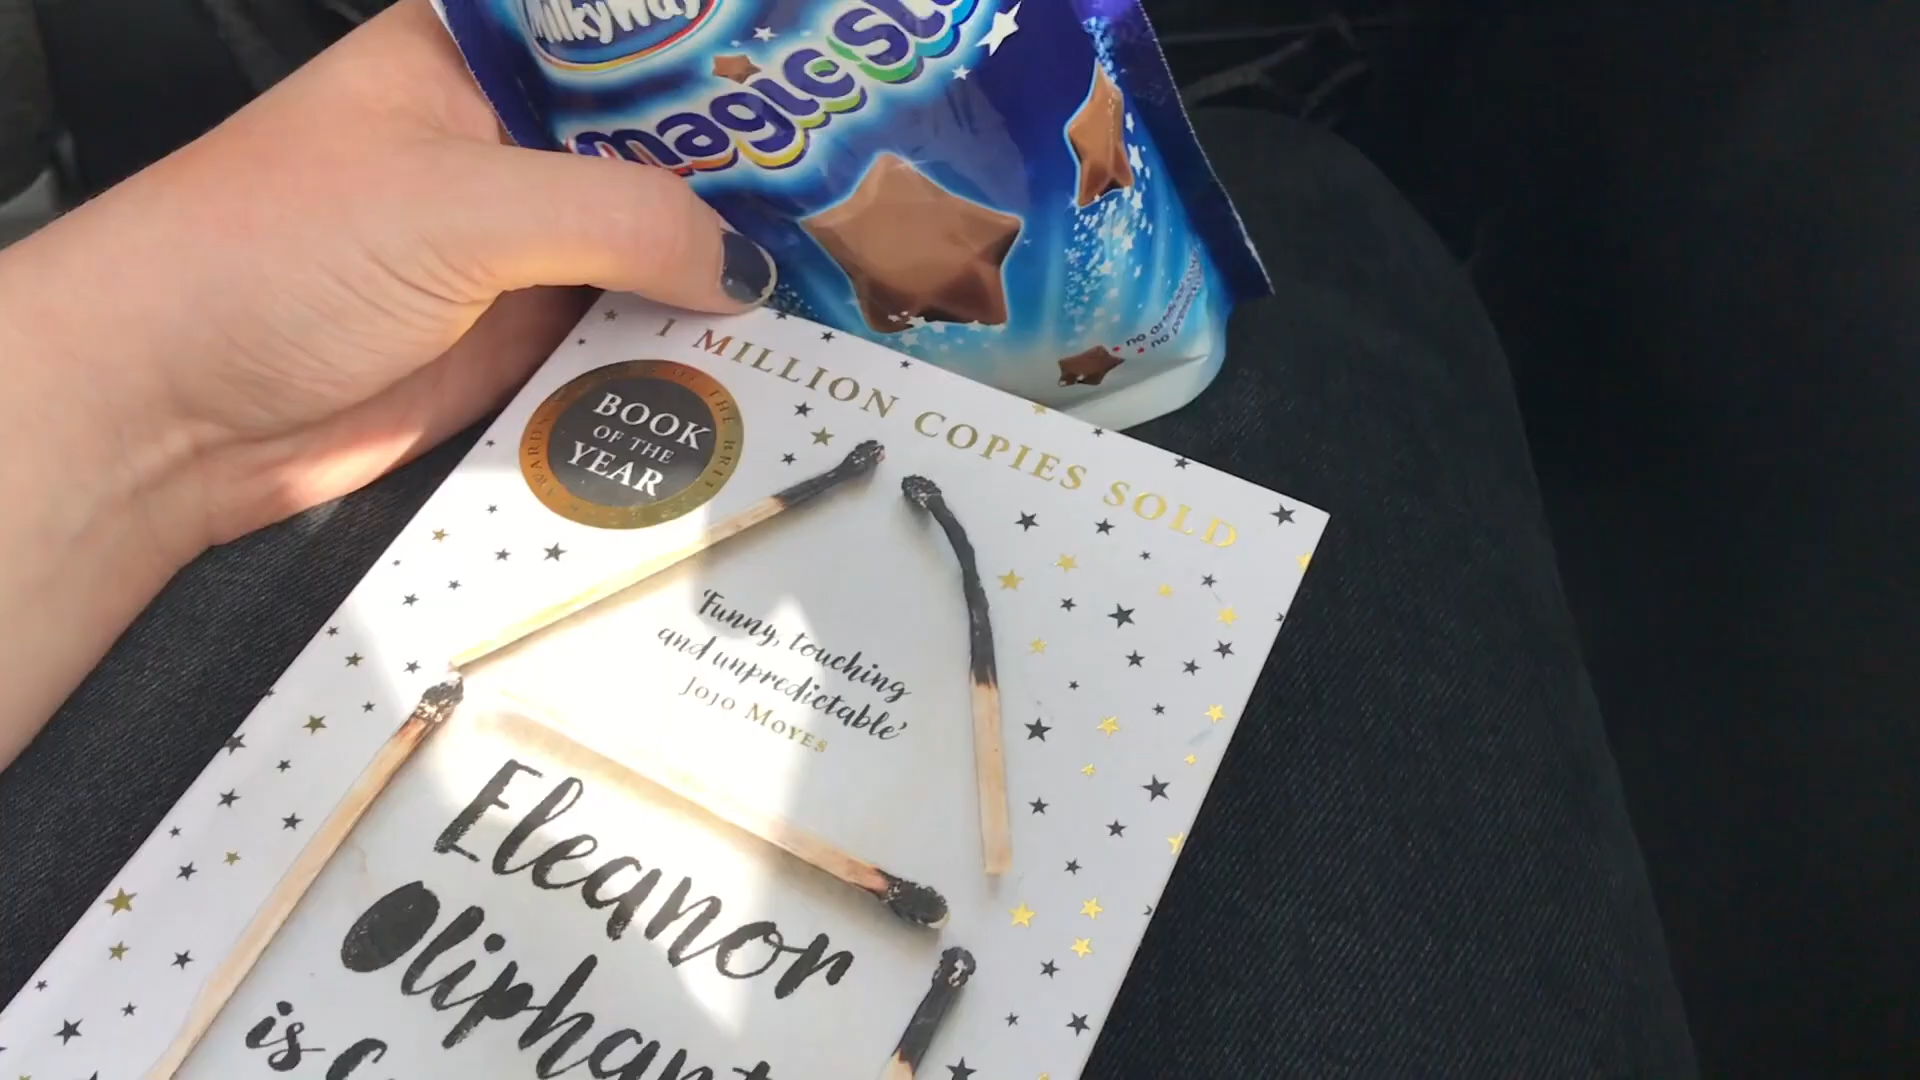 MilkyWay
magic
no
no
1 MILLION COPIES SOLD
BOOK
OF THE
YEAR
'Funny, touching
and unpredictable'
JOJO MOYES
Eleanor
Oliphant
is